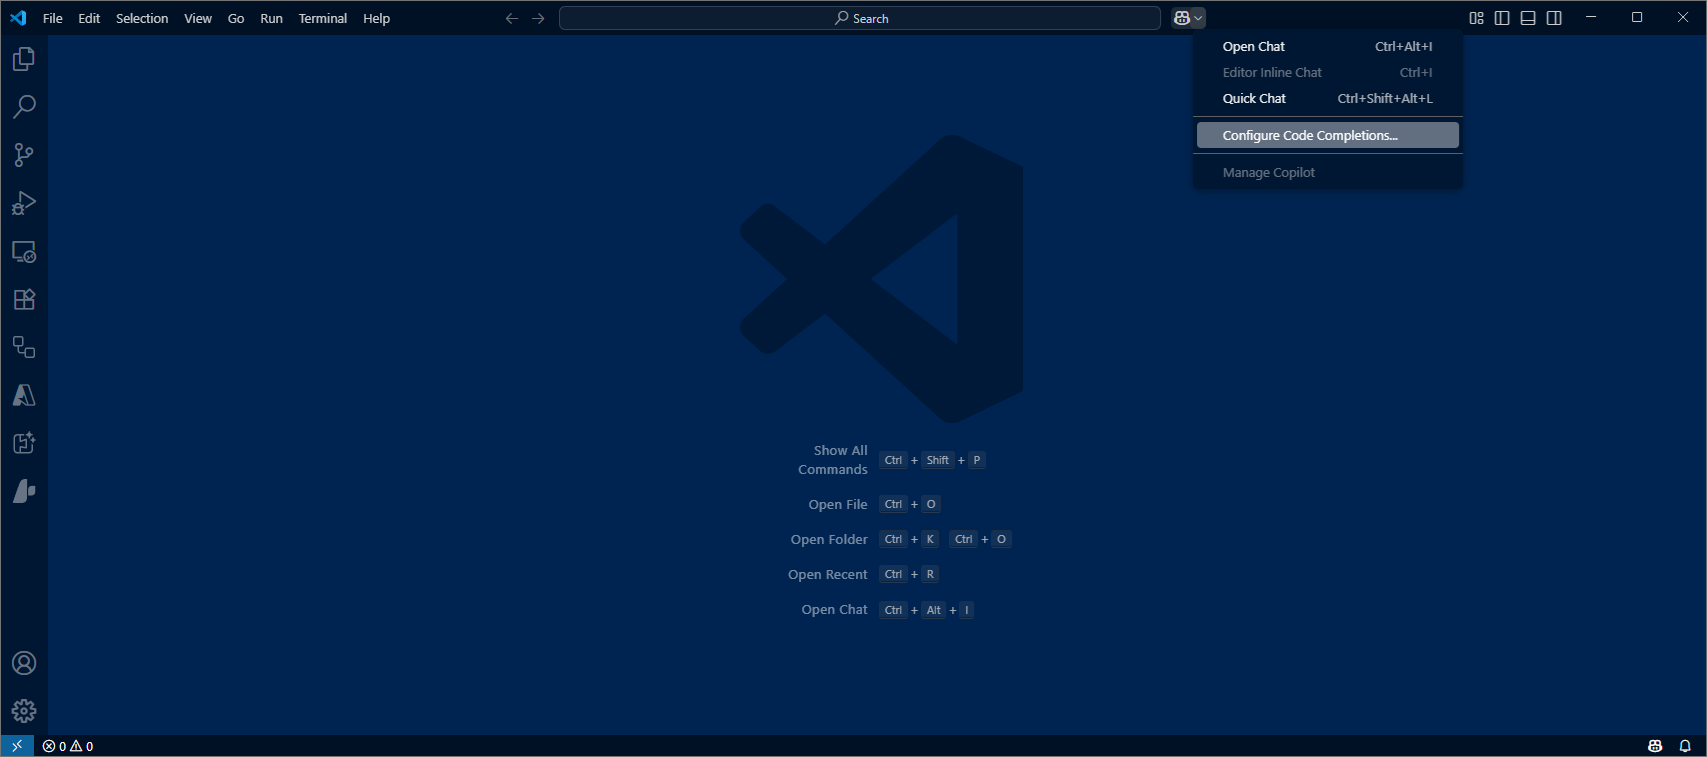 File Edit Selection View Go Run Terminal Help
Search
Open Chat Ctrl+Alt+I
Editor Inline Chat Ctrl+I
Quick Chat Ctrl+Shift+Alt+L
Configure Code Completions...
Manage Copilot
Show All
Commands Ctrl + Shift + P
Open File Ctrl + O
Open Folder Ctrl + K Ctrl + O
Open Recent Ctrl + R
Open Chat Ctrl + Alt + I
0 0